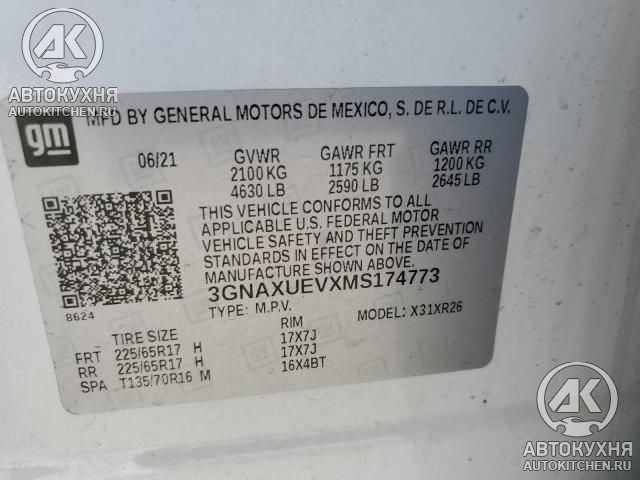 АВТОКУХНЯ
AUTOKITCHEN.RU
gm
MFD BY GENERAL MOTORS DE MEXICO, S. DE R.L. DE C.V.
06/21 GVWR GAWR FRT GAWR RR
2100 KG 1175 KG 1200 KG
4630 LB 2590 LB 2645 LB
THIS VEHICLE CONFORMS TO ALL
APPLICABLE U.S. FEDERAL MOTOR
VEHICLE SAFETY AND THEFT PREVENTION
STANDARDS IN EFFECT ON THE DATE OF
MANUFACTURE SHOWN ABOVE.
8624
3GNAXUEVXMS174773
TYPE: M.P.V. MODEL: X31XR26
TIRE SIZE RIM
FRT 225/65R17 H 17X7J
RR 225/65R17 H 17X7J
SPA T135/70R16 M 16X4BT
АВТОКУХНЯ
AUTOKITCHEN.RU